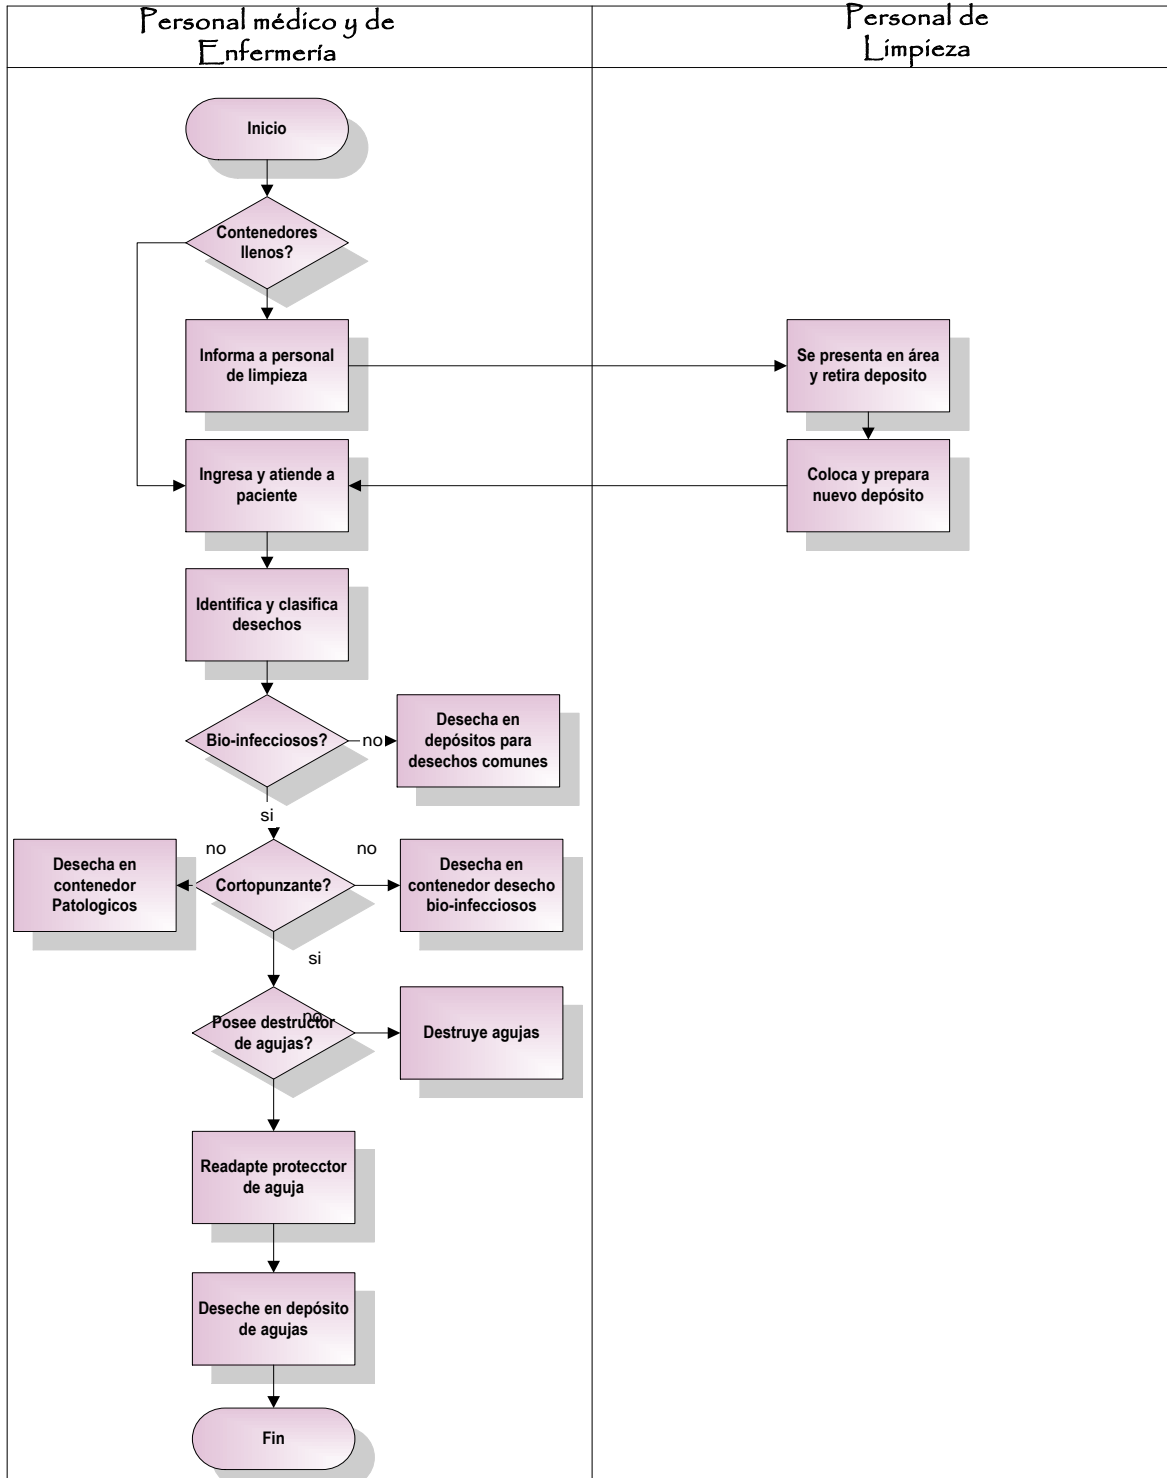 Personal médico y de
Enfermería
Personal de
Limpieza
Inicio
Contenedores
llenos?
Informa a personal
de limpieza
Se presenta en área
y retira deposito
Ingresa y atiende a
paciente
Coloca y prepara
nuevo depósito
Identifica y clasifica
desechos
Bio-infecciosos?
no
Desecha en
depósitos para
desechos comunes
si
no
no
Desecha en
contenedor
Patologicos
Cortopunzante?
Desecha en
contenedor desecho
bio-infecciosos
si
no
Posee destructor
de agujas?
Destruye agujas
Readapte protecctor
de aguja
Deseche en depósito
de agujas
Fin